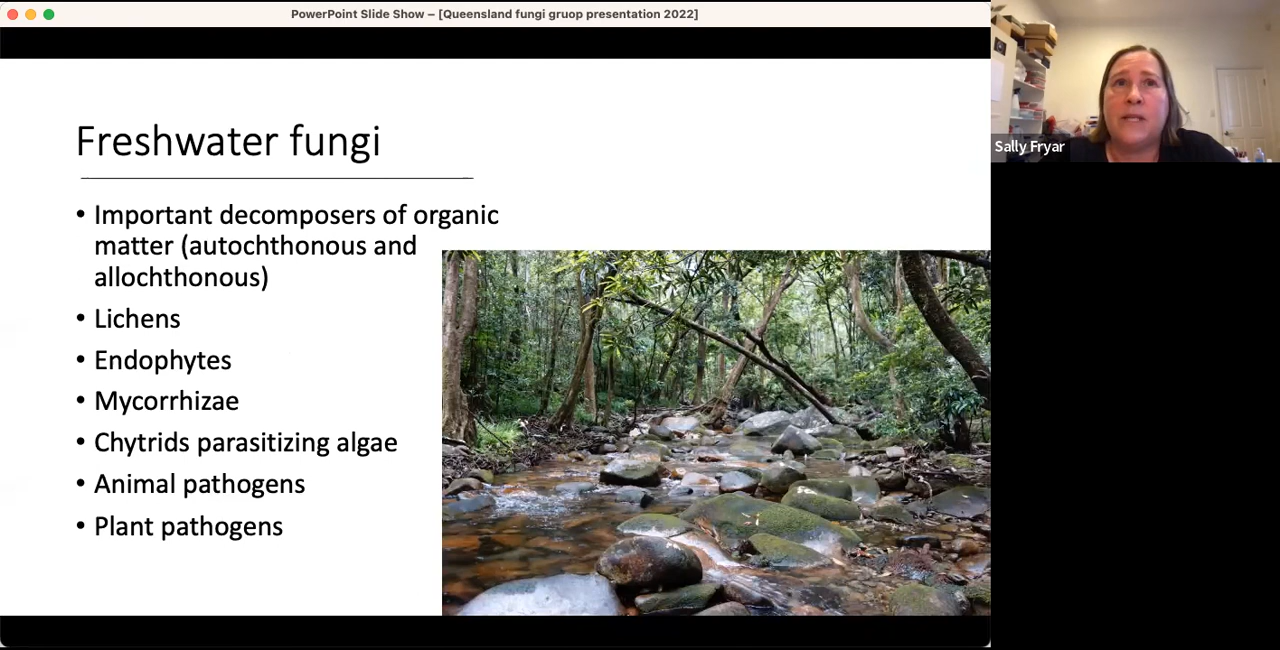 PowerPoint Slide Show – [Queensland fungi gruop presentation 2022]
Freshwater fungi
• Important decomposers of organic
matter (autochthonous and
allochthonous)
• Lichens
• Endophytes
• Mycorrhizae
• Chytrids parasitizing algae
• Animal pathogens
• Plant pathogens
Sally Fryar